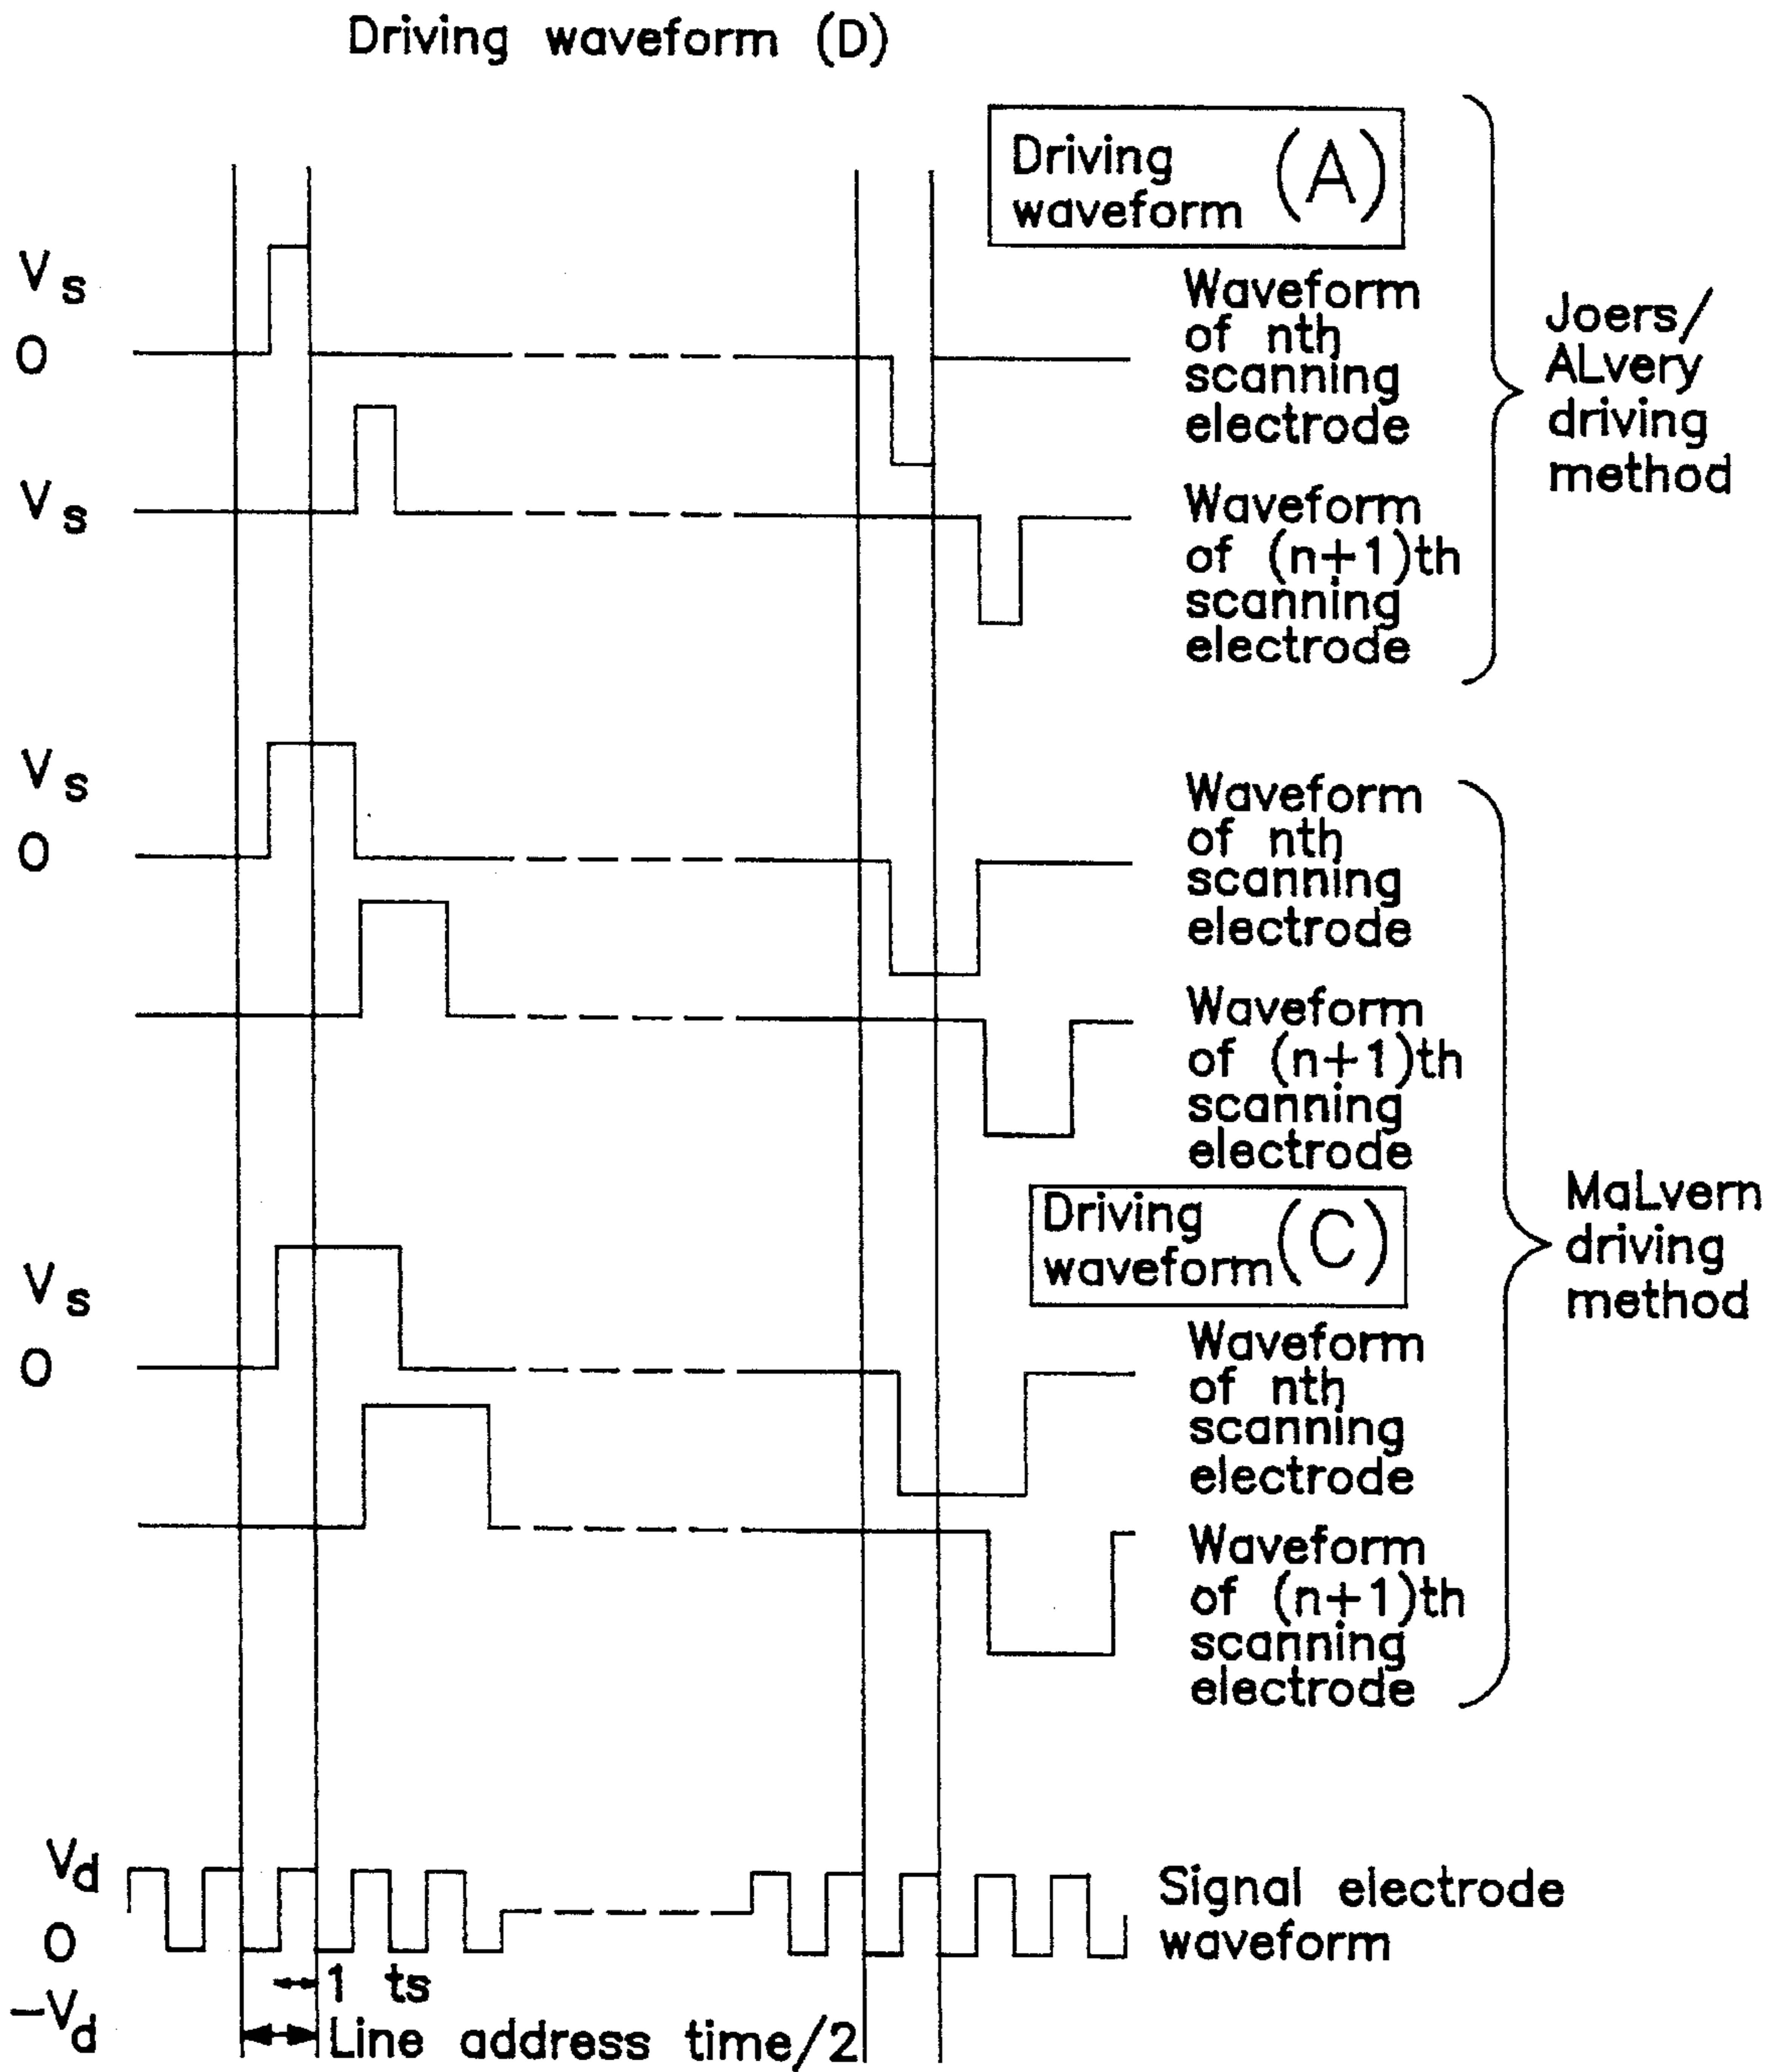 Driving waveform (D)
Driving
waveform (A)
Vs
0
Waveform
of nth
scanning
electrode
Vs
Waveform
of (n+1)th
scanning
electrode
Joers/
ALvery
driving
method
Vs
0
Waveform
of nth
scanning
electrode
Waveform
of (n+1)th
scanning
electrode
Driving
waveform (C)
Vs
0
Waveform
of nth
scanning
electrode
Waveform
of (n+1)th
scanning
electrode
MaLvern
driving
method
Vd
0
-Vd
Signal electrode
waveform
1 ts
Line address time/2